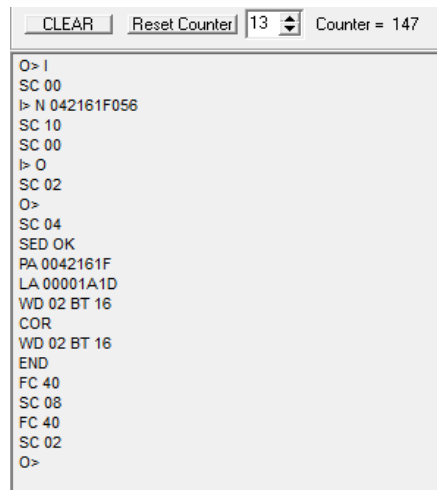 CLEAR Reset Counter 13 Counter = 147
O> I
SC 00
I> N 042161F056
SC 10
SC 00
I> O
SC 02
O>
SC 04
SED OK
PA 0042161F
LA 00001A1D
WD 02 BT 16
COR
WD 02 BT 16
END
FC 40
SC 08
FC 40
SC 02
O>